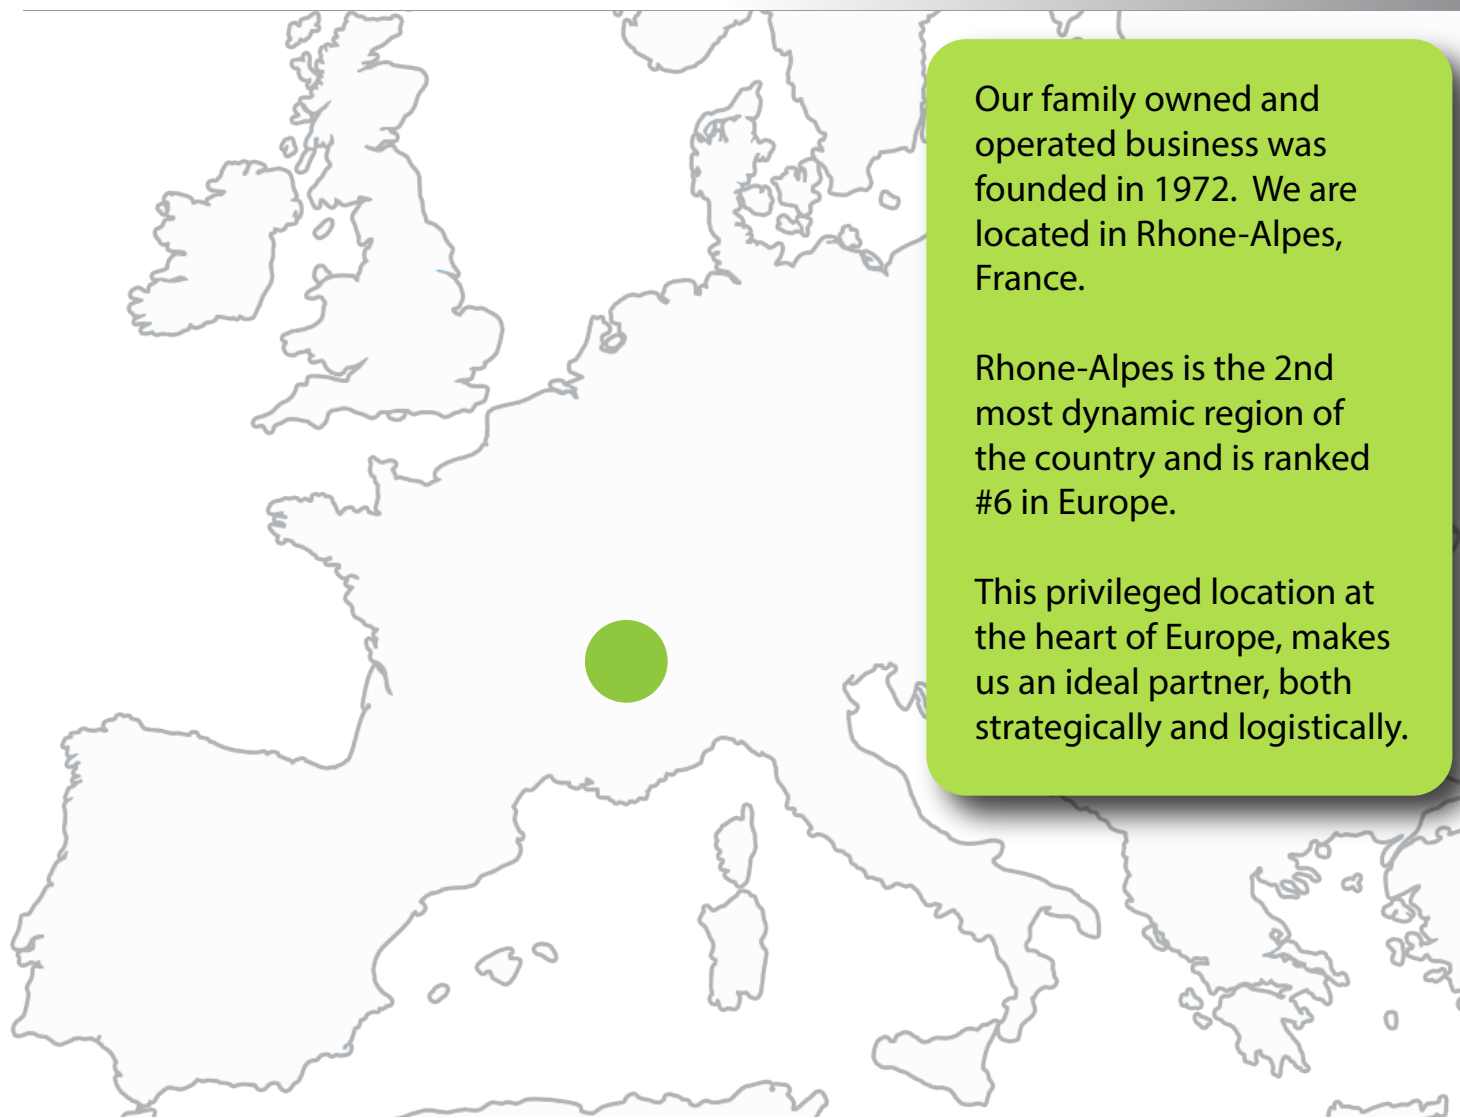 Our family owned and
operated business was
founded in 1972.  We are
located in Rhone-Alpes,
France.
Rhone-Alpes is the 2nd
most dynamic region of
the country and is ranked
#6 in Europe.
This privileged location at
the heart of Europe, makes
us an ideal partner, both
strategically and logistically.